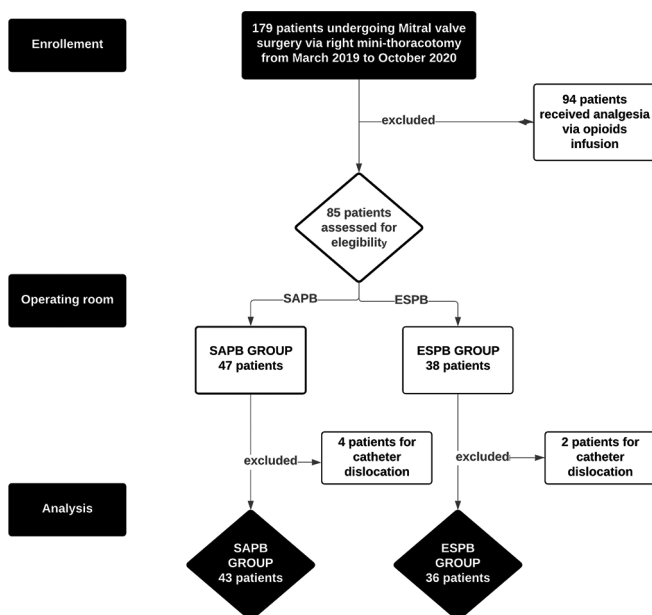 Enrollement
179 patients undergoing Mitral valve
surgery via right mini-thoracotomy
from March 2019 to October 2020
excluded
94 patients
received analgesia
via opioids
infusion
85 patients
assessed for
elegibility
Operating room
SAPB
ESPB
SAPB GROUP
47 patients
ESPB GROUP
38 patients
excluded
4 patients for
catheter
dislocation
excluded
2 patients for
catheter
dislocation
Analysis
SAPB
GROUP
43 patients
ESPB
GROUP
36 patients